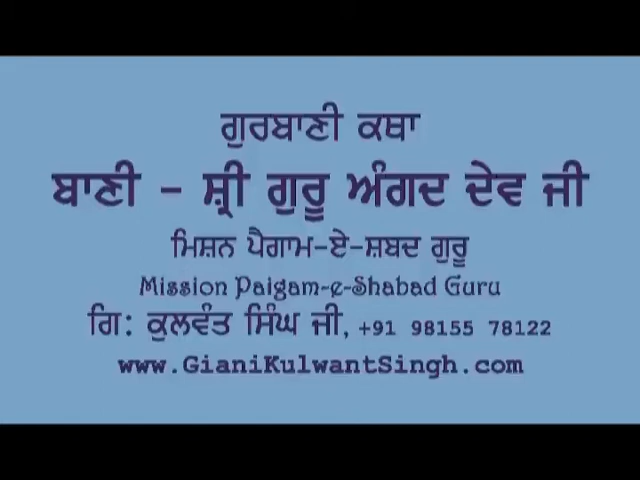 ਗੁਰਬਾਣੀ ਕਥਾ
ਬਾਣੀ - ਸ਼੍ਰੀ ਗੁਰੂ ਅੰਗਦ ਦੇਵ ਜੀ
ਮਿਸ਼ਨ ਪੈਗਾਮ-ਏ-ਸ਼ਬਦ ਗੁਰੂ
Mission Paigam-e-Shabad Guru
ਗਿ: ਕੁਲਵੰਤ ਸਿੰਘ ਜੀ, +91 98155 78122
www.GianiKulwantSingh.com